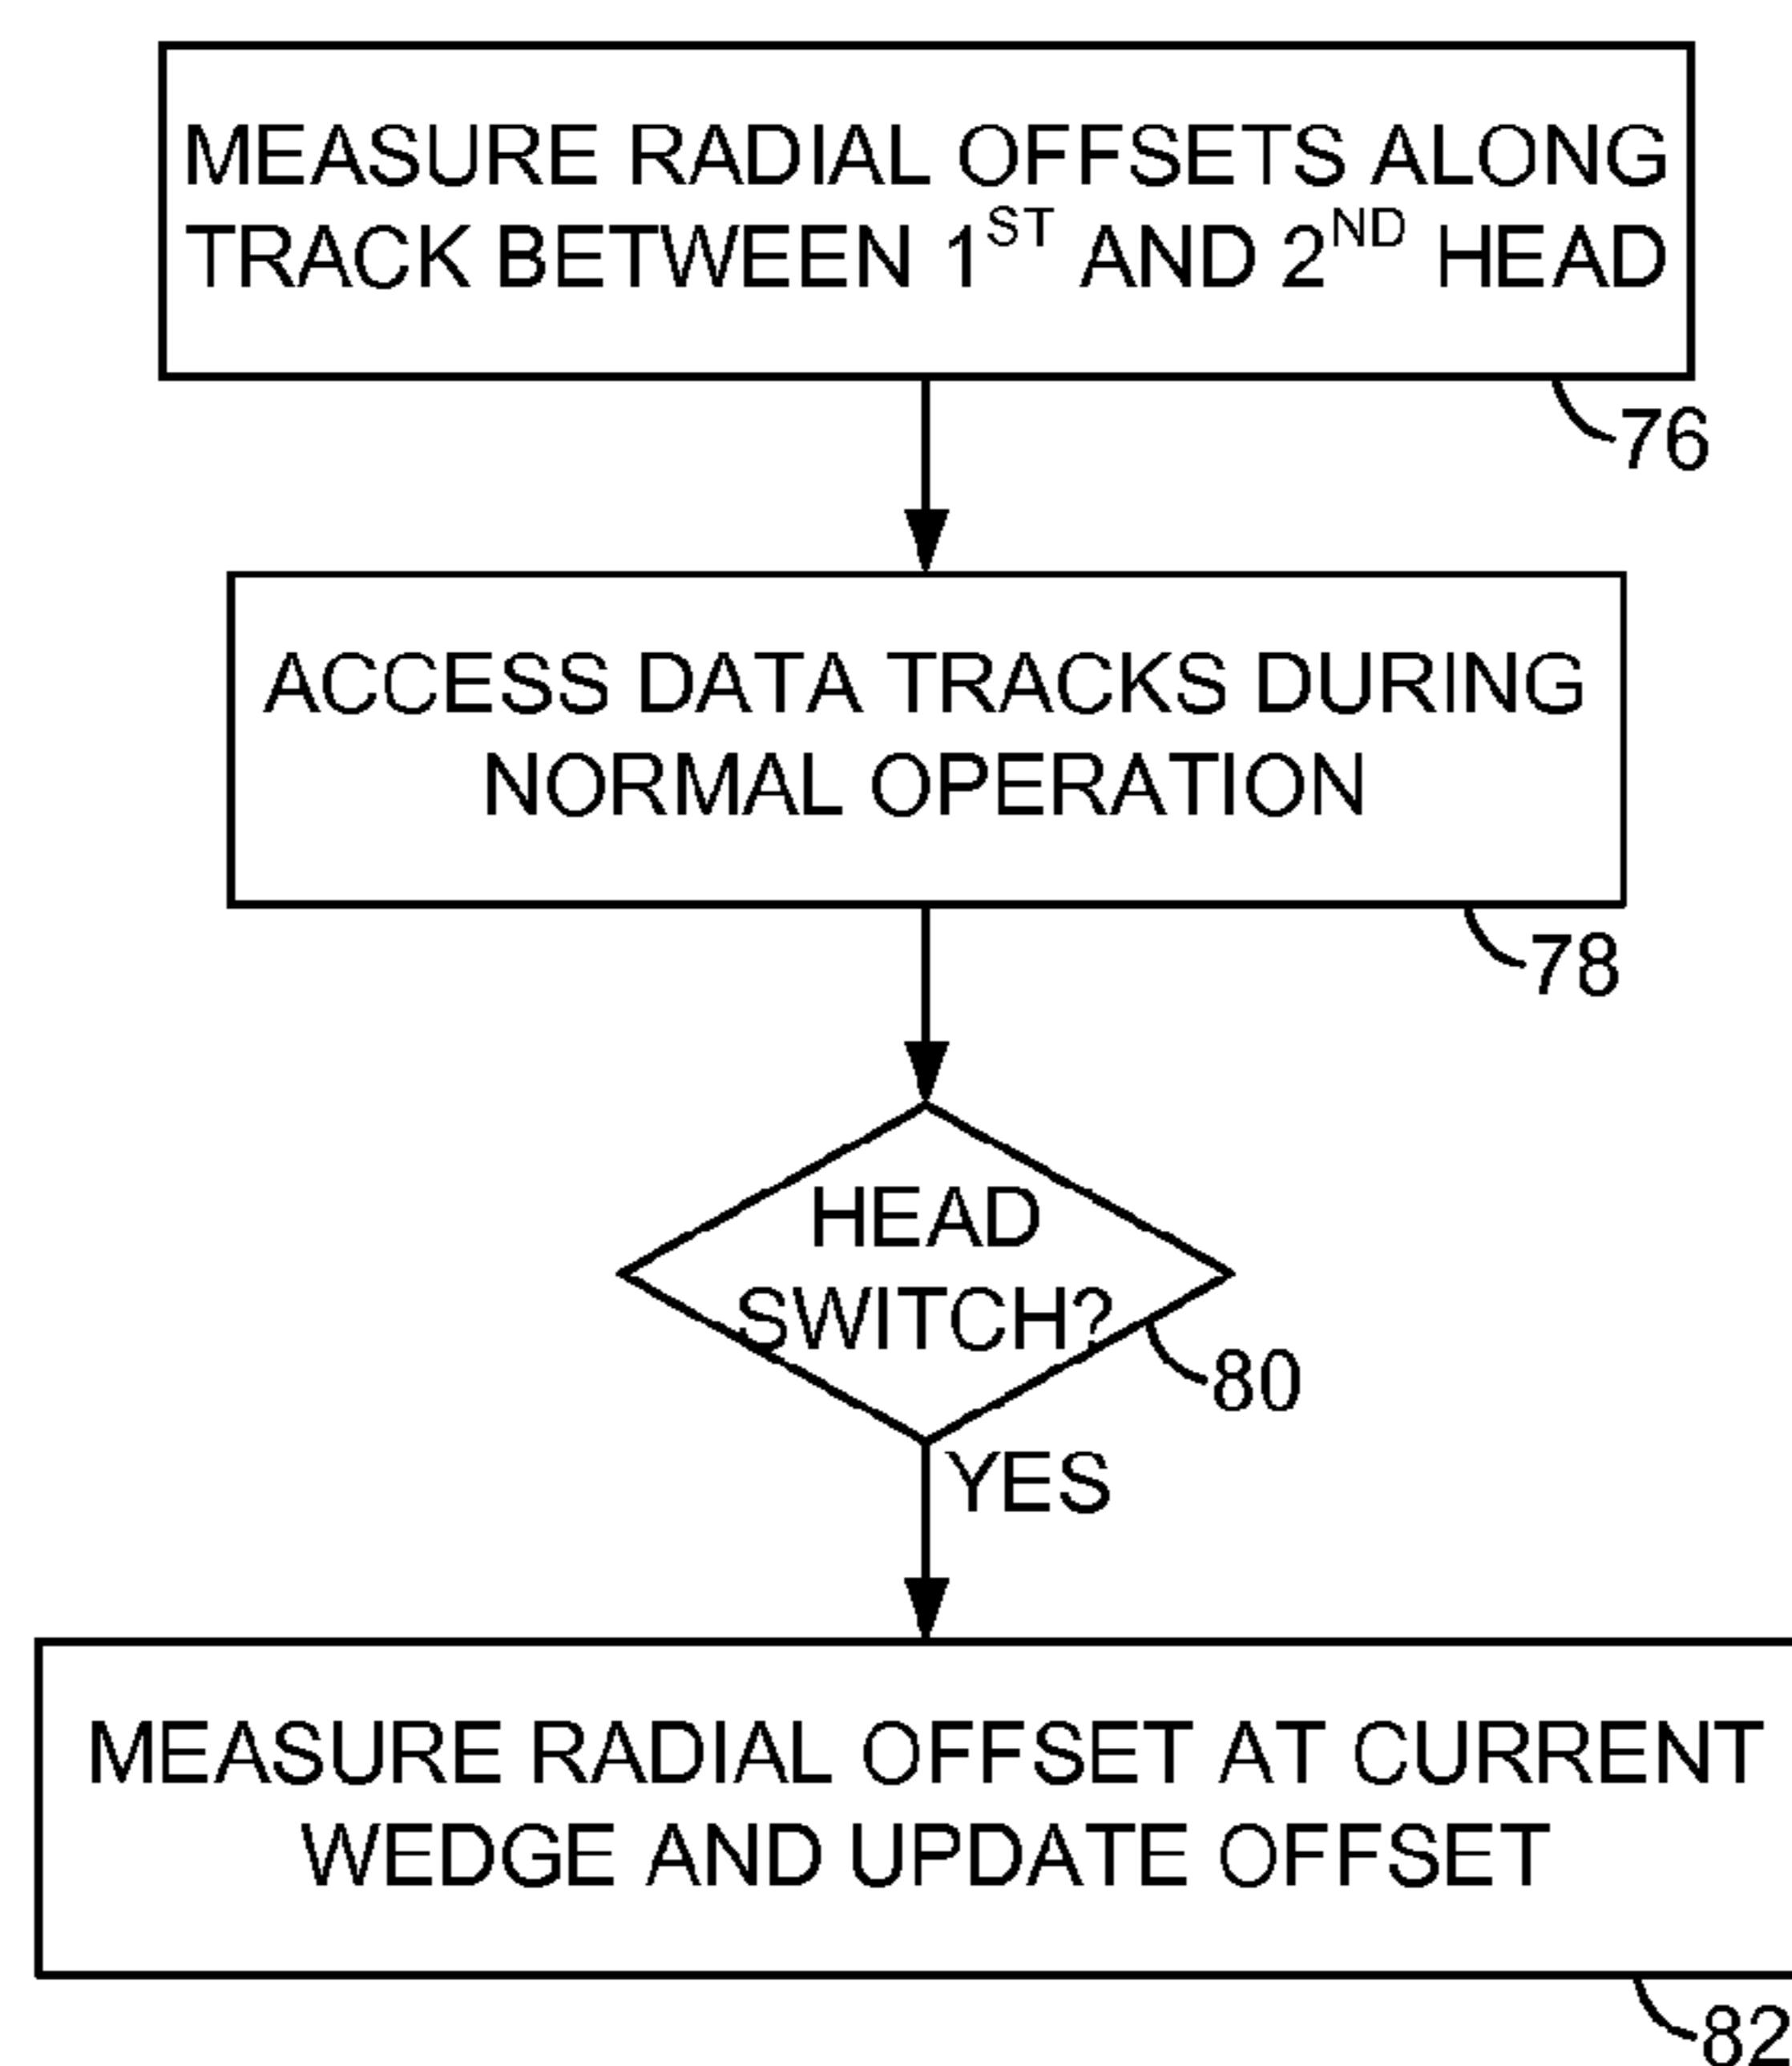 MEASURE RADIAL OFFSETS ALONG
TRACK BETWEEN 1ST AND 2ND HEAD
76
ACCESS DATA TRACKS DURING
NORMAL OPERATION
78
HEAD
SWITCH?
80
YES
MEASURE RADIAL OFFSET AT CURRENT
WEDGE AND UPDATE OFFSET
82